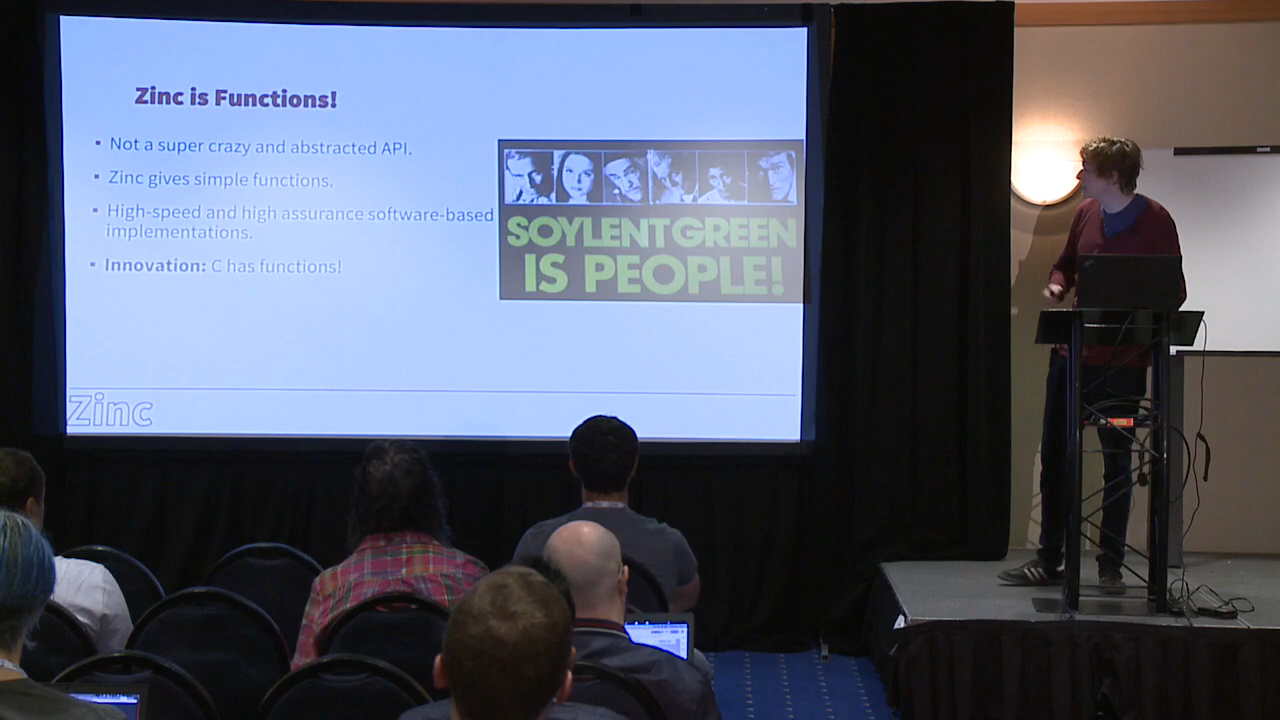 Zinc is Functions!
Not a super crazy and abstracted API.
Zinc gives simple functions.
High-speed and high assurance software-based
implementations.
Innovation: C has functions!
SOYLENT GREEN
IS PEOPLE!
Zinc